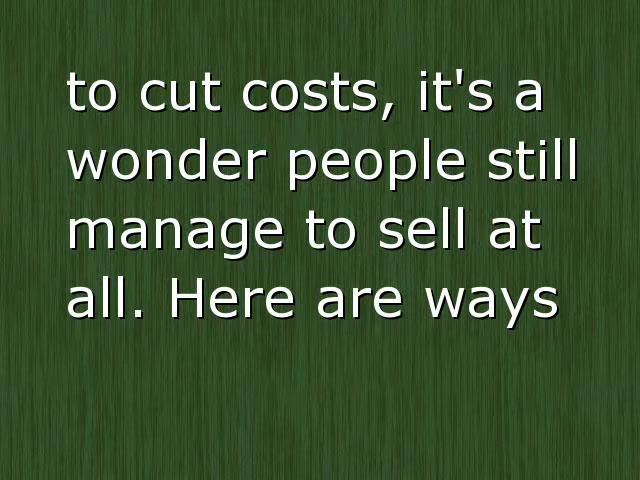 to cut costs, it's a
wonder people still
manage to sell at
all. Here are ways